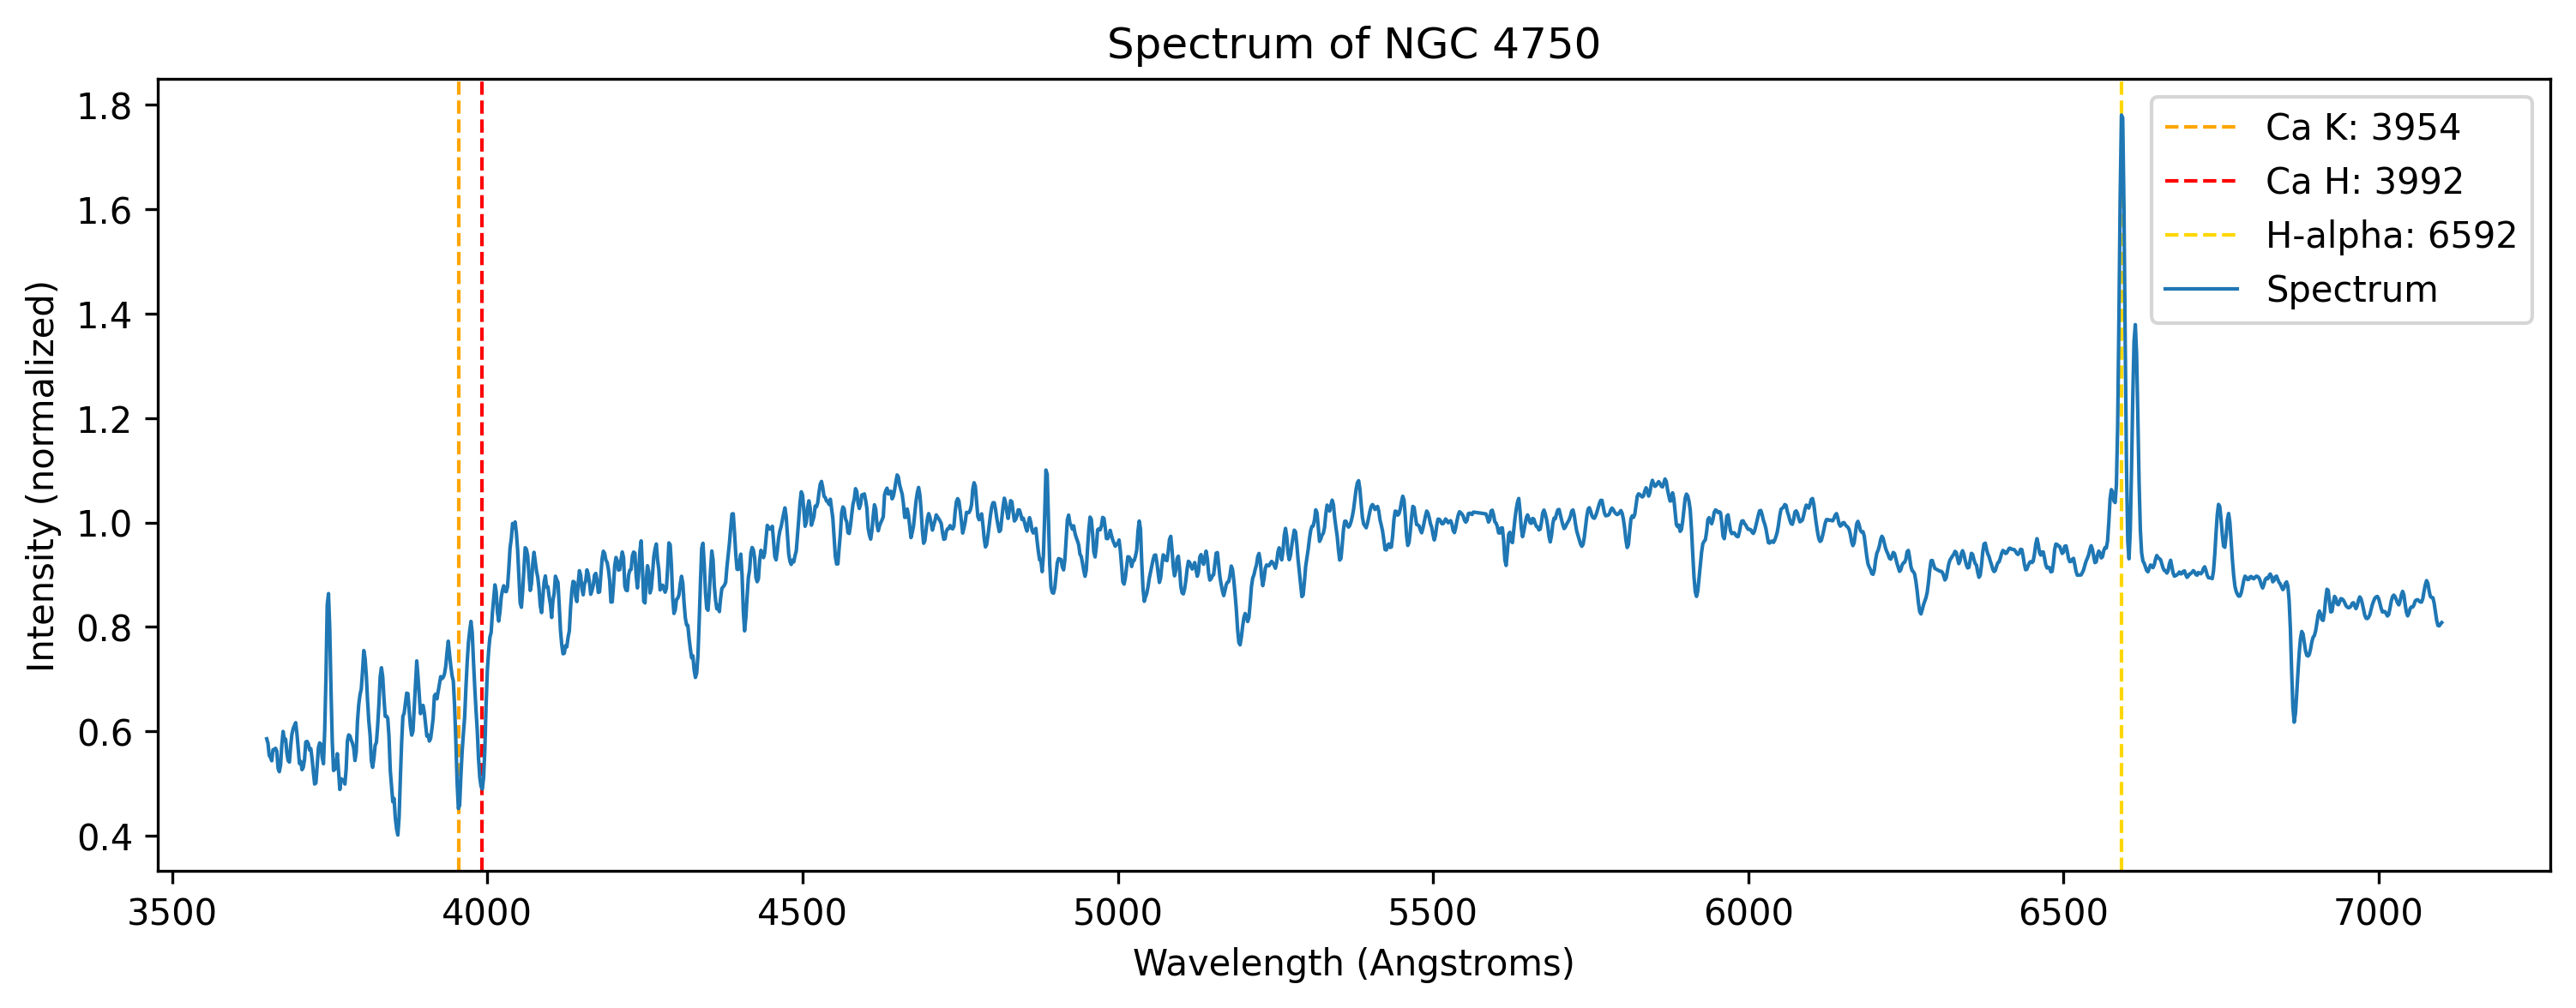 Spectrum of NGC 4750
Intensity (normalized)
1.8
1.6
1.4
1.2
1.0
0.8
0.6
0.4
Ca K: 3954
Ca H: 3992
H-alpha: 6592
Spectrum
3500 4000 4500 5000 5500 6000 6500 7000
Wavelength (Angstroms)